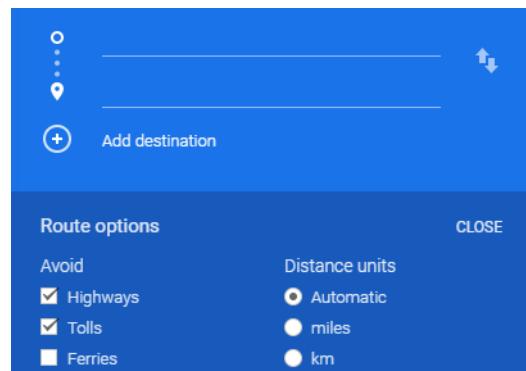 Add destination
Route options
CLOSE
Avoid
Distance units
Highways
Automatic
Tolls
miles
Ferries
km